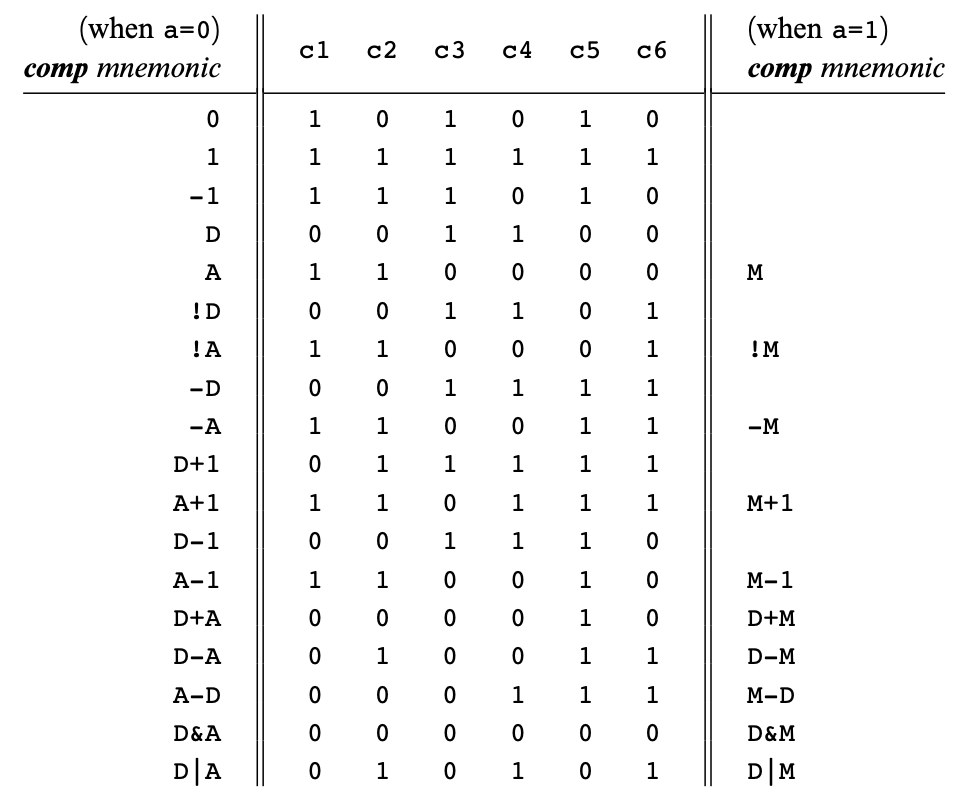 (when a=0) c1 c2 c3 c4 c5 c6 (when a=1)
comp mnemonic comp mnemonic
0 1 0 1 0 1 0
1 1 1 1 1 1 1
-1 1 1 1 0 1 0
D 0 0 1 1 0 0
A 1 1 0 0 0 0 M
!D 0 0 1 1 0 1
!A 1 1 0 0 0 1 !M
-D 0 0 1 1 1 1
-A 1 1 0 0 1 1 -M
D+1 0 1 1 1 1 1
A+1 1 1 0 1 1 1 M+1
D-1 0 0 1 1 1 0
A-1 1 1 0 0 1 0 M-1
D+A 0 0 0 0 1 0 D+M
D-A 0 1 0 0 1 1 D-M
A-D 0 0 0 1 1 1 M-D
D&A 0 0 0 0 0 0 D&M
D|A 0 1 0 1 0 1 D|M